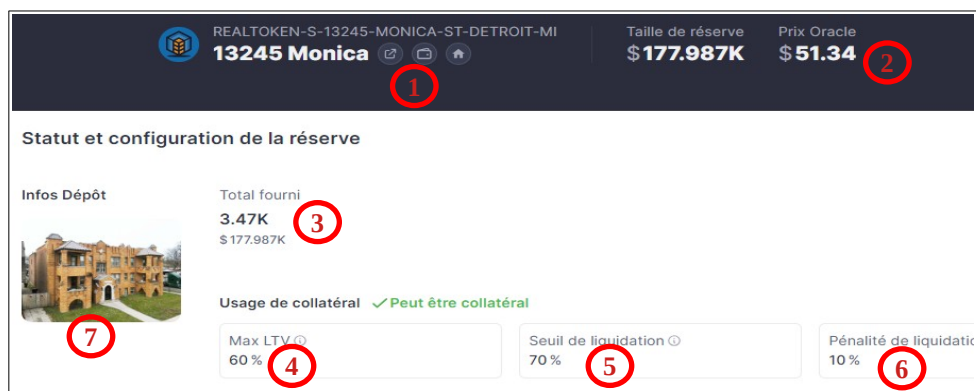 REALTOKEN-S-13245-MONICA-ST-DETROIT-MI
13245 Monica
1
Taille de réserve
$177.987K
Prix Oracle
$51.34
2
Statut et configuration de la réserve
Infos Dépôt
7
Total fourni
3.47K
$177.987K
3
Usage de collatéral ✓ Peut être collatéral
Max LTV
60 %
4
Seuil de liquidation
70 %
5
Pénalité de liquidatio
10 %
6